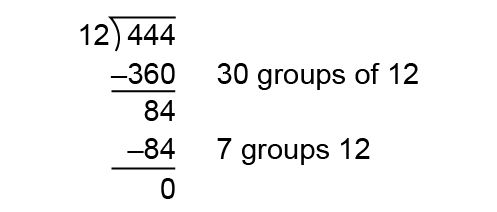 12)444
–360 30 groups of 12
84
–84 7 groups 12
0